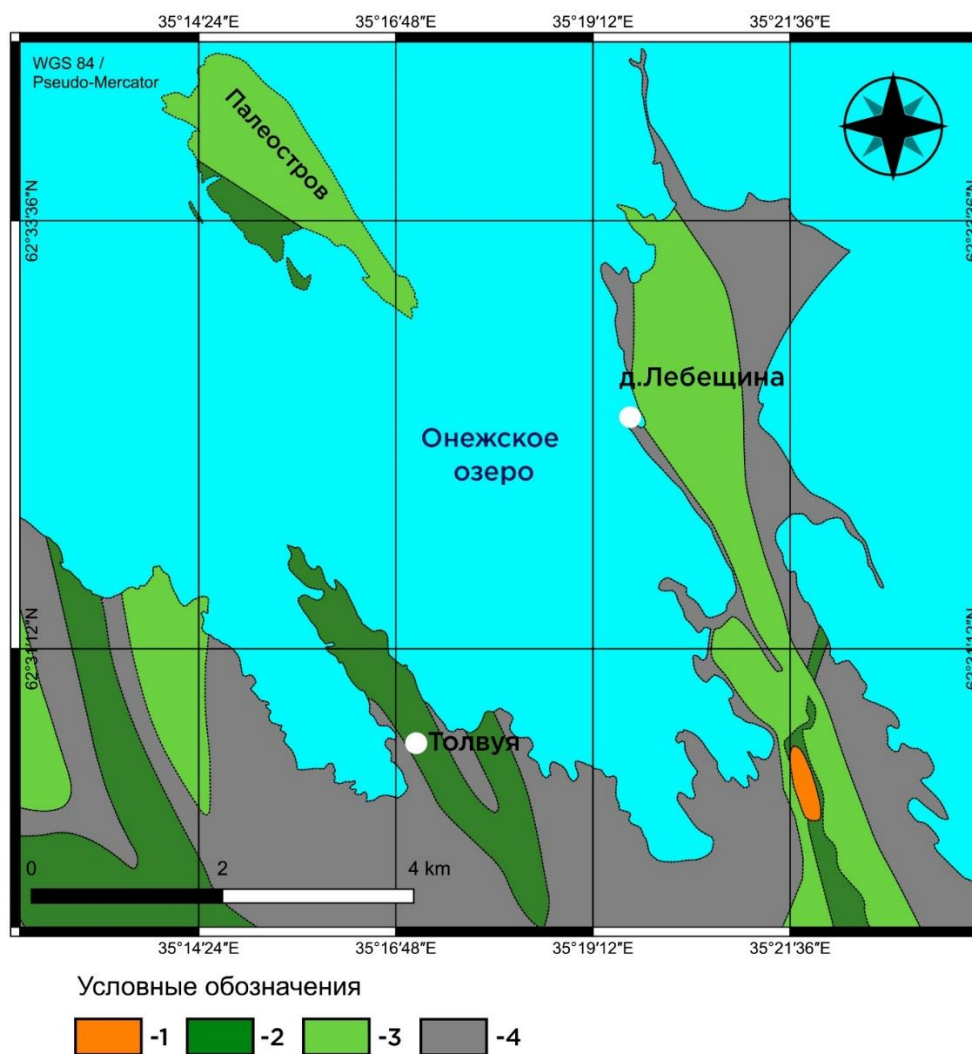 35°14'24"E 35°16'48"E 35°19'12"E 35°21'36"E
WGS 84 /
Pseudo-Mercator
Палеостров
62°33'36"N 62°33'36"N
д.Лебещина
Онежское
озеро
62°31'12"N 62°31'12"N
Толвуя
0 2 4 km
35°14'24"E 35°16'48"E 35°19'12"E 35°21'36"E
Условные обозначения
-1 -2 -3 -4